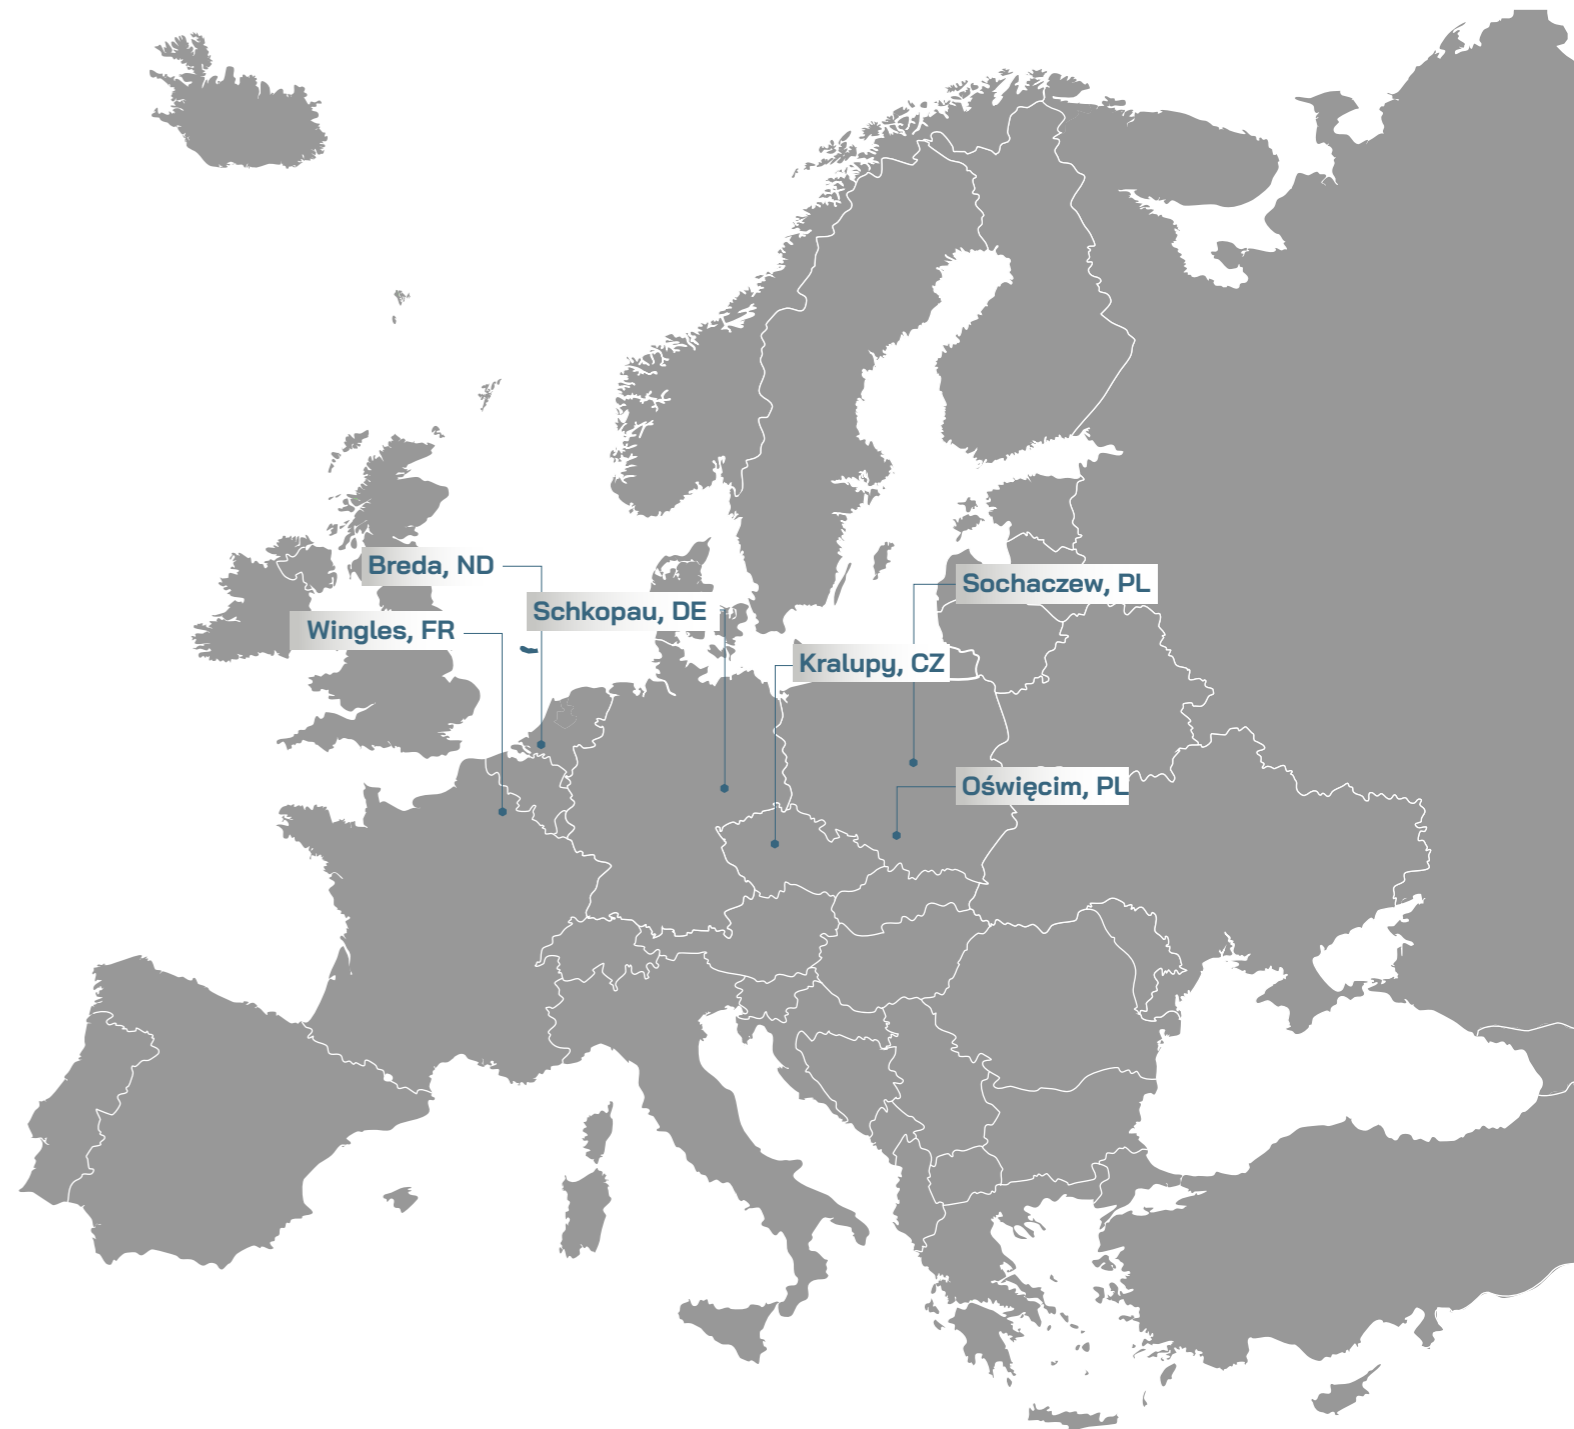 Breda, ND
Sochaczew, PL
Schkopau, DE
Wingles, FR
Kralupy, CZ
Oświęcim, PL